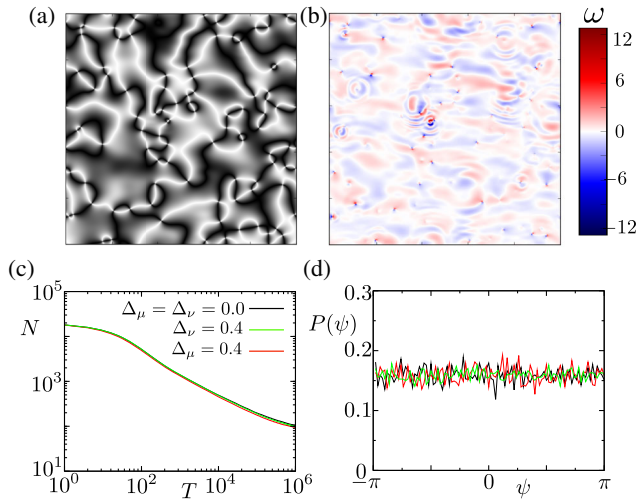 (a)
(b)
ω
12
6
0
−6
−12
(c)
(d)
10^5
N
10^3
10^1
Δ_μ = Δ_ν = 0.0
Δ_ν = 0.4
Δ_μ = 0.4
10^0
10^2
10^4
10^6
T
0.3
P(ψ)
0.2
0.1
0
−π
0
π
ψ